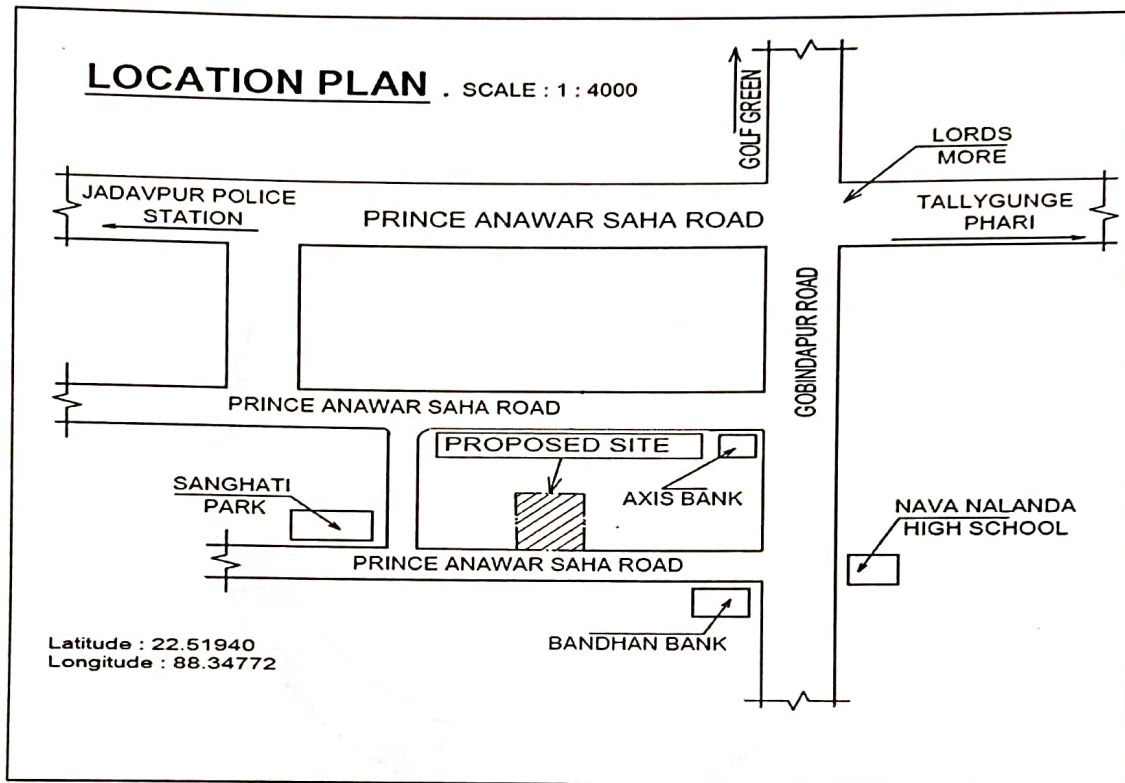 LOCATION PLAN . SCALE : 1 : 4000
GOLF GREEN
LORDS
MORE
JADAVPUR POLICE
STATION
PRINCE ANAWAR SAHA ROAD
TALLYGUNGE
PHARI
GOBINDAPUR ROAD
PRINCE ANAWAR SAHA ROAD
PROPOSED SITE
SANGHATI
PARK
AXIS BANK
NAVA NALANDA
HIGH SCHOOL
PRINCE ANAWAR SAHA ROAD
BANDHAN BANK
Latitude : 22.51940
Longitude : 88.34772